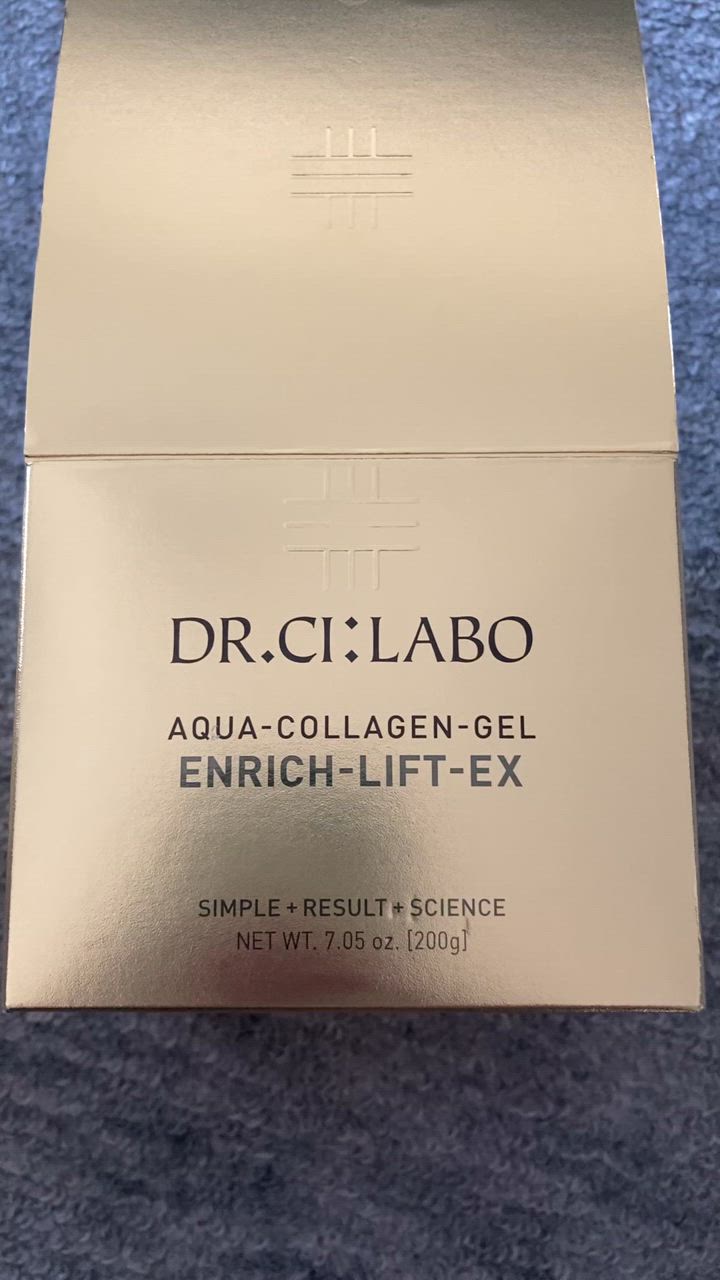 DR.CI:LABO
AQUA-COLLAGEN-GEL
ENRICH-LIFT-EX
SIMPLE+RESULT+SCIENCE
NET WT. 7.05 oz. [200g]